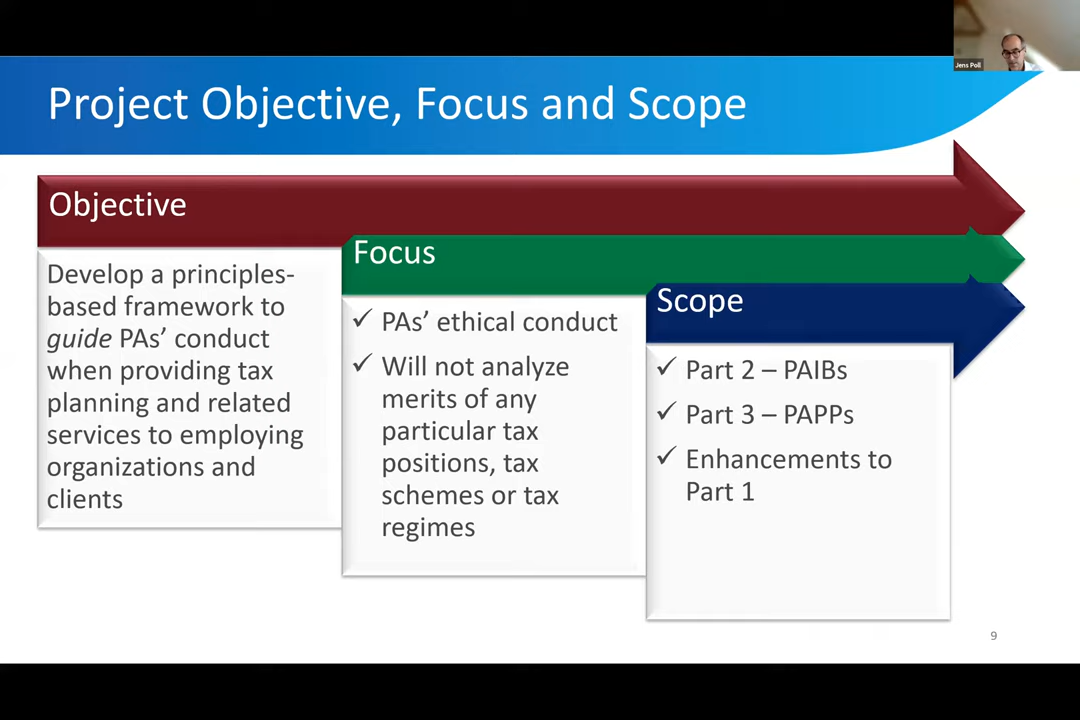 Jens Poll
Project Objective, Focus and Scope
Objective
Develop a principles-
based framework to
guide PAs’ conduct
when providing tax
planning and related
services to employing
organizations and
clients
Focus
✓ PAs’ ethical conduct
✓ Will not analyze
merits of any
particular tax
positions, tax
schemes or tax
regimes
Scope
✓ Part 2 – PAIBs
✓ Part 3 – PAPPs
✓ Enhancements to
Part 1
9